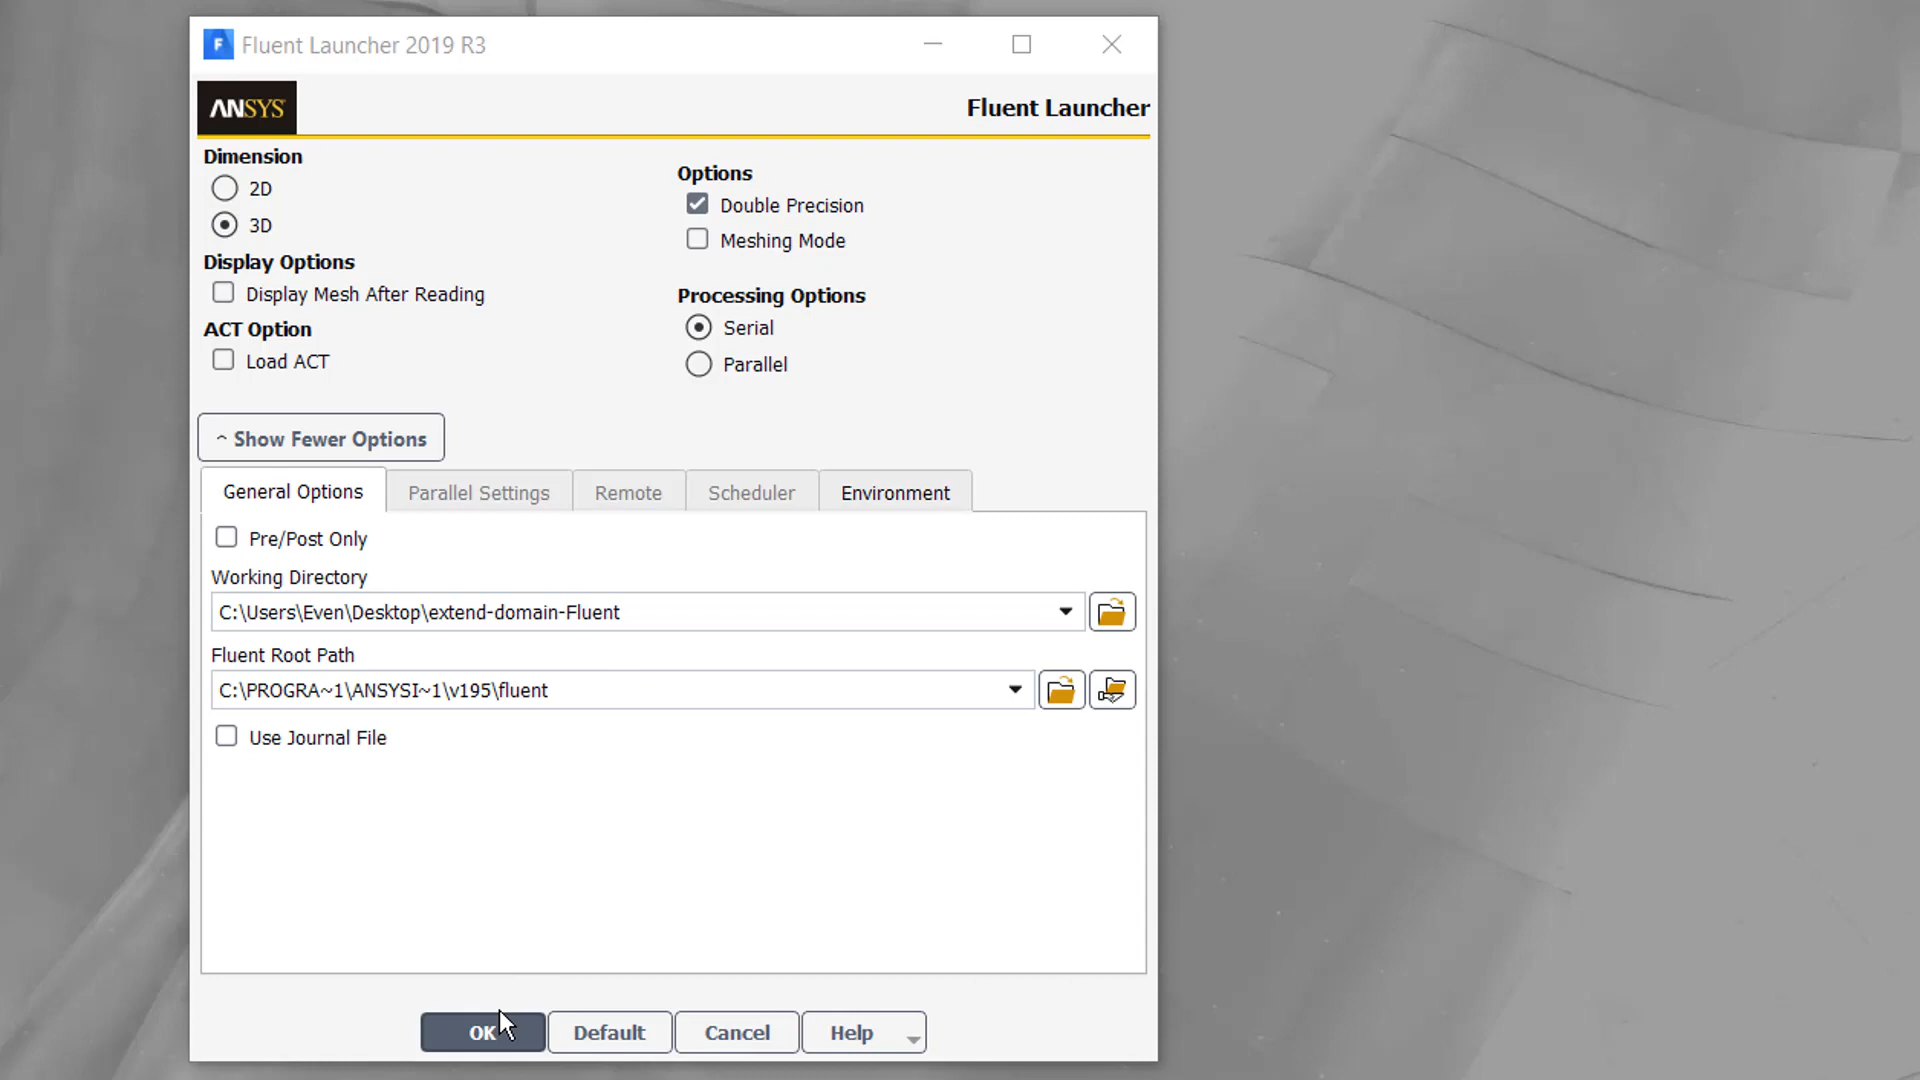 Fluent Launcher 2019 R3
ANSYS
Fluent Launcher
Dimension
2D
3D
Display Options
Display Mesh After Reading
ACT Option
Load ACT
Options
Double Precision
Meshing Mode
Processing Options
Serial
Parallel
Show Fewer Options
General Options Parallel Settings Remote Scheduler Environment
Pre/Post Only
Working Directory
C:\Users\Even\Desktop\extend-domain-Fluent
Fluent Root Path
C:\PROGRA~1\ANSYSI~1\v195\fluent
Use Journal File
OK Default Cancel Help